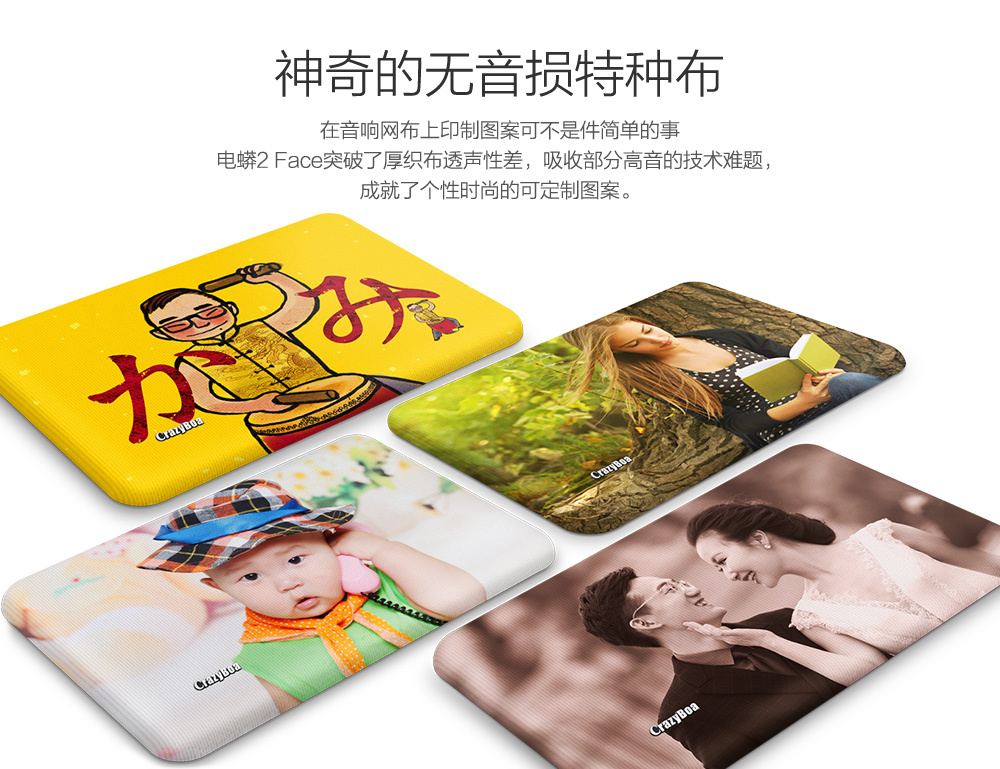 神奇的无音损特种布
在音响网布上印制图案可不是件简单的事
电蟒2 Face突破了厚织布透声性差，吸收部分高音的技术难题，
成就了个性时尚的可定制图案。
かみ
CrazyBoa
CrazyBoa
CrazyBoa
CrazyBoa